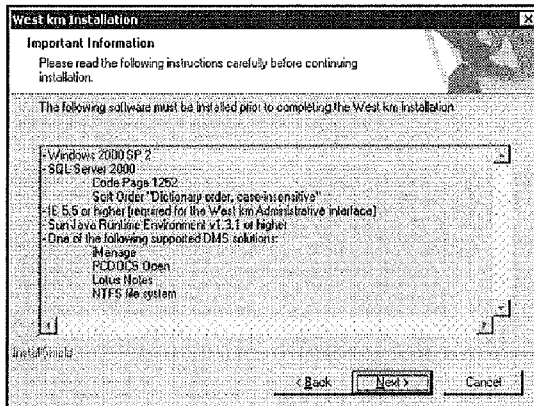 West km Installation
Important Information
Please read the following instructions carefully before continuing
installation.
The following software must be installed prior to completing the West km Installation
- Windows 2000 SP 2
- SQL Server 2000
Code Page 1252
Sort Order "Dictionary order, case-insensitive"
- IE 5.5 or higher (required for the West km Administrative interface)
- Sun Java Runtime Environment v1.3.1 or higher
- One of the following supported DMS solutions:
iManage
PCDOCS Open
Lotus Notes
NTFS file system
InstallShield
< Back
Next >
Cancel